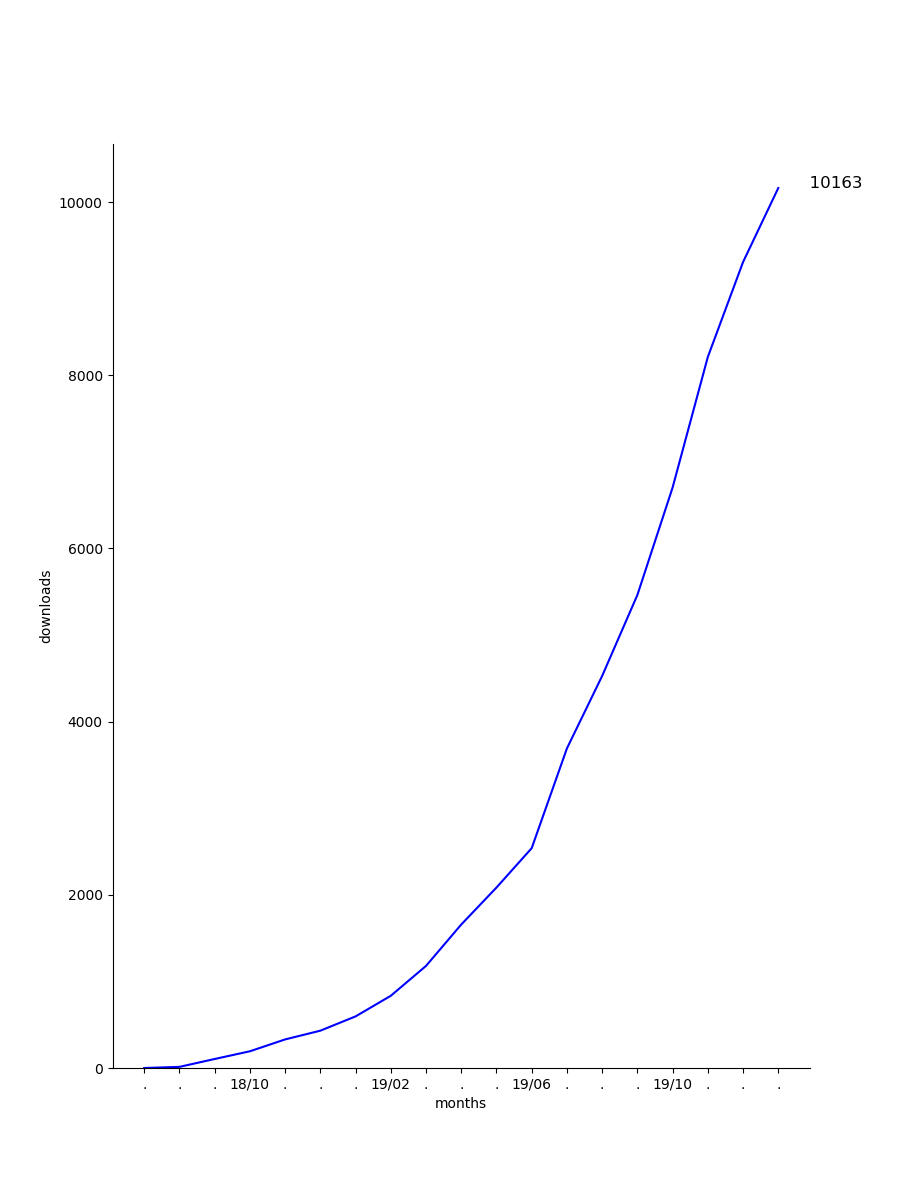 10163
10000
8000
6000
4000
2000
0
downloads
. . . 18/10 . . . 19/02 . . . 19/06 . . . 19/10 . . .
months